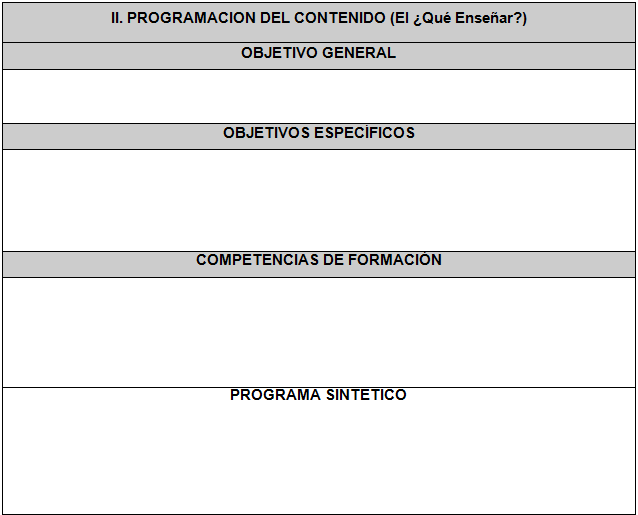 II. PROGRAMACION DEL CONTENIDO (El ¿Qué Enseñar?)
OBJETIVO GENERAL
OBJETIVOS ESPECÍFICOS
COMPETENCIAS DE FORMACIÓN
PROGRAMA SINTETICO